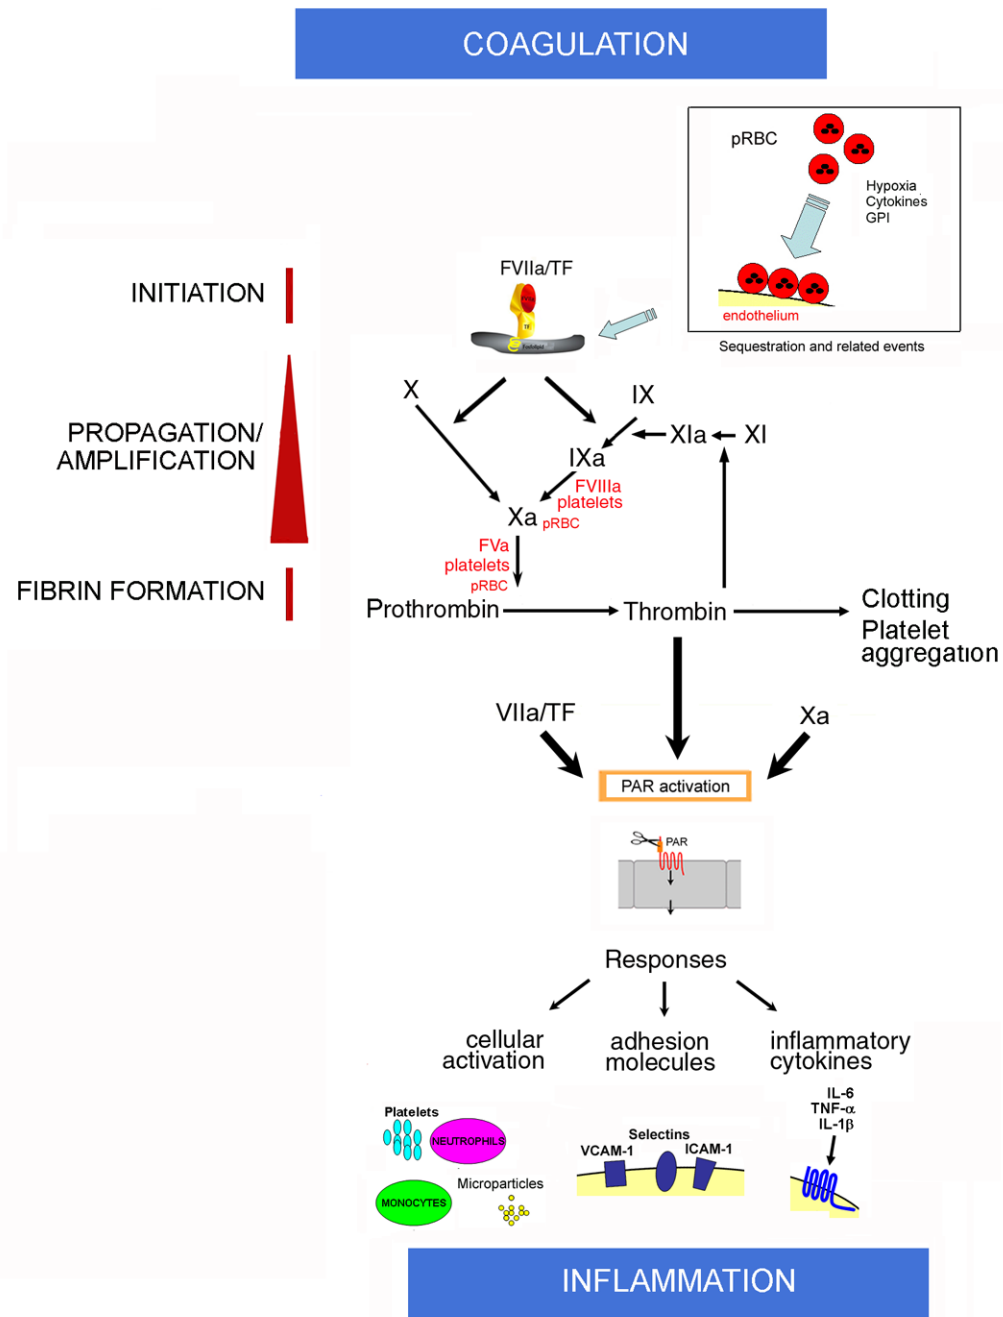 COAGULATION
pRBC
Hypoxia
Cytokines
GPI
endothelium
Sequestration and related events
FVIIa/TF
TF
INITIATION
X
IX
PROPAGATION/
AMPLIFICATION
XIa
XI
IXa
FVIIIa
platelets
Xa
pRBC
FVa
platelets
pRBC
FIBRIN FORMATION
Prothrombin
Thrombin
Clotting
Platelet
aggregation
VIIa/TF
Xa
PAR activation
PAR
Responses
cellular
activation
adhesion
molecules
inflammatory
cytokines
IL-6
TNF-α
IL-1β
Platelets
NEUTROPHILS
MONOCYTES
Microparticles
Selectins
VCAM-1
ICAM-1
INFLAMMATION